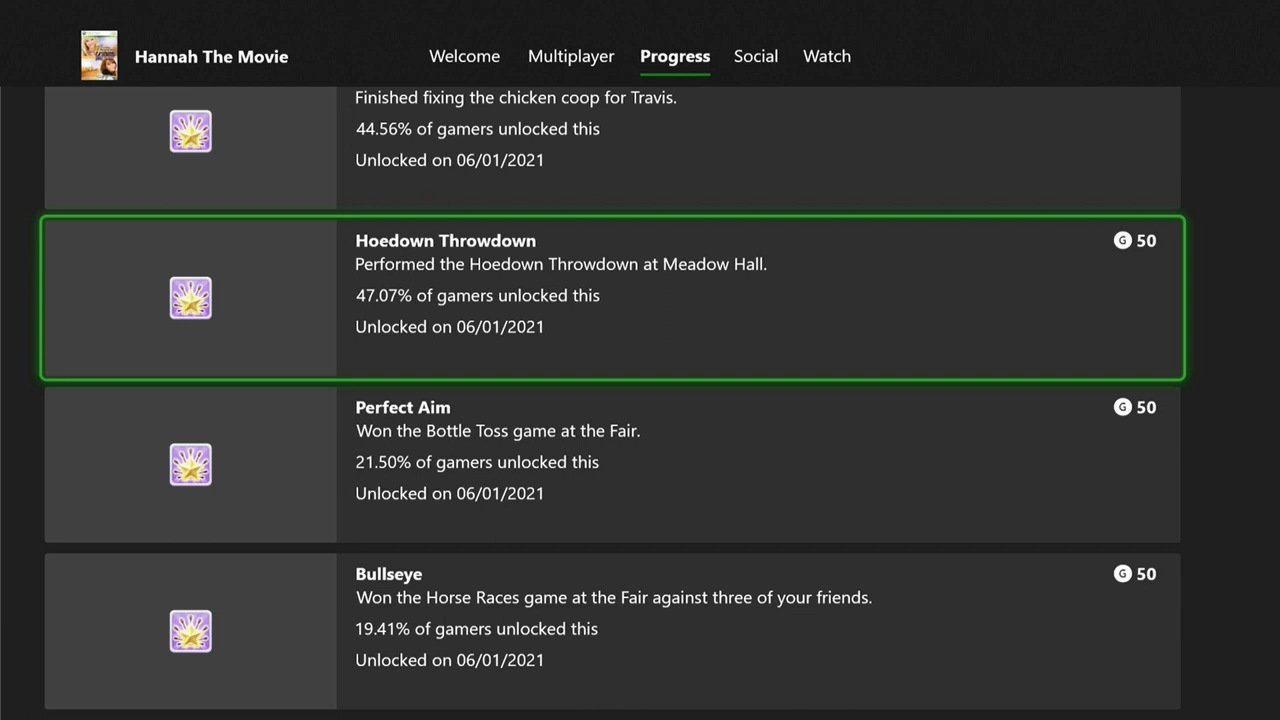 Hannah The Movie
Welcome
Multiplayer
Progress
Social
Watch
Finished fixing the chicken coop for Travis.
44.56% of gamers unlocked this
Unlocked on 06/01/2021
Hoedown Throwdown
G 50
Performed the Hoedown Throwdown at Meadow Hall.
47.07% of gamers unlocked this
Unlocked on 06/01/2021
Perfect Aim
G 50
Won the Bottle Toss game at the Fair.
21.50% of gamers unlocked this
Unlocked on 06/01/2021
Bullseye
G 50
Won the Horse Races game at the Fair against three of your friends.
19.41% of gamers unlocked this
Unlocked on 06/01/2021